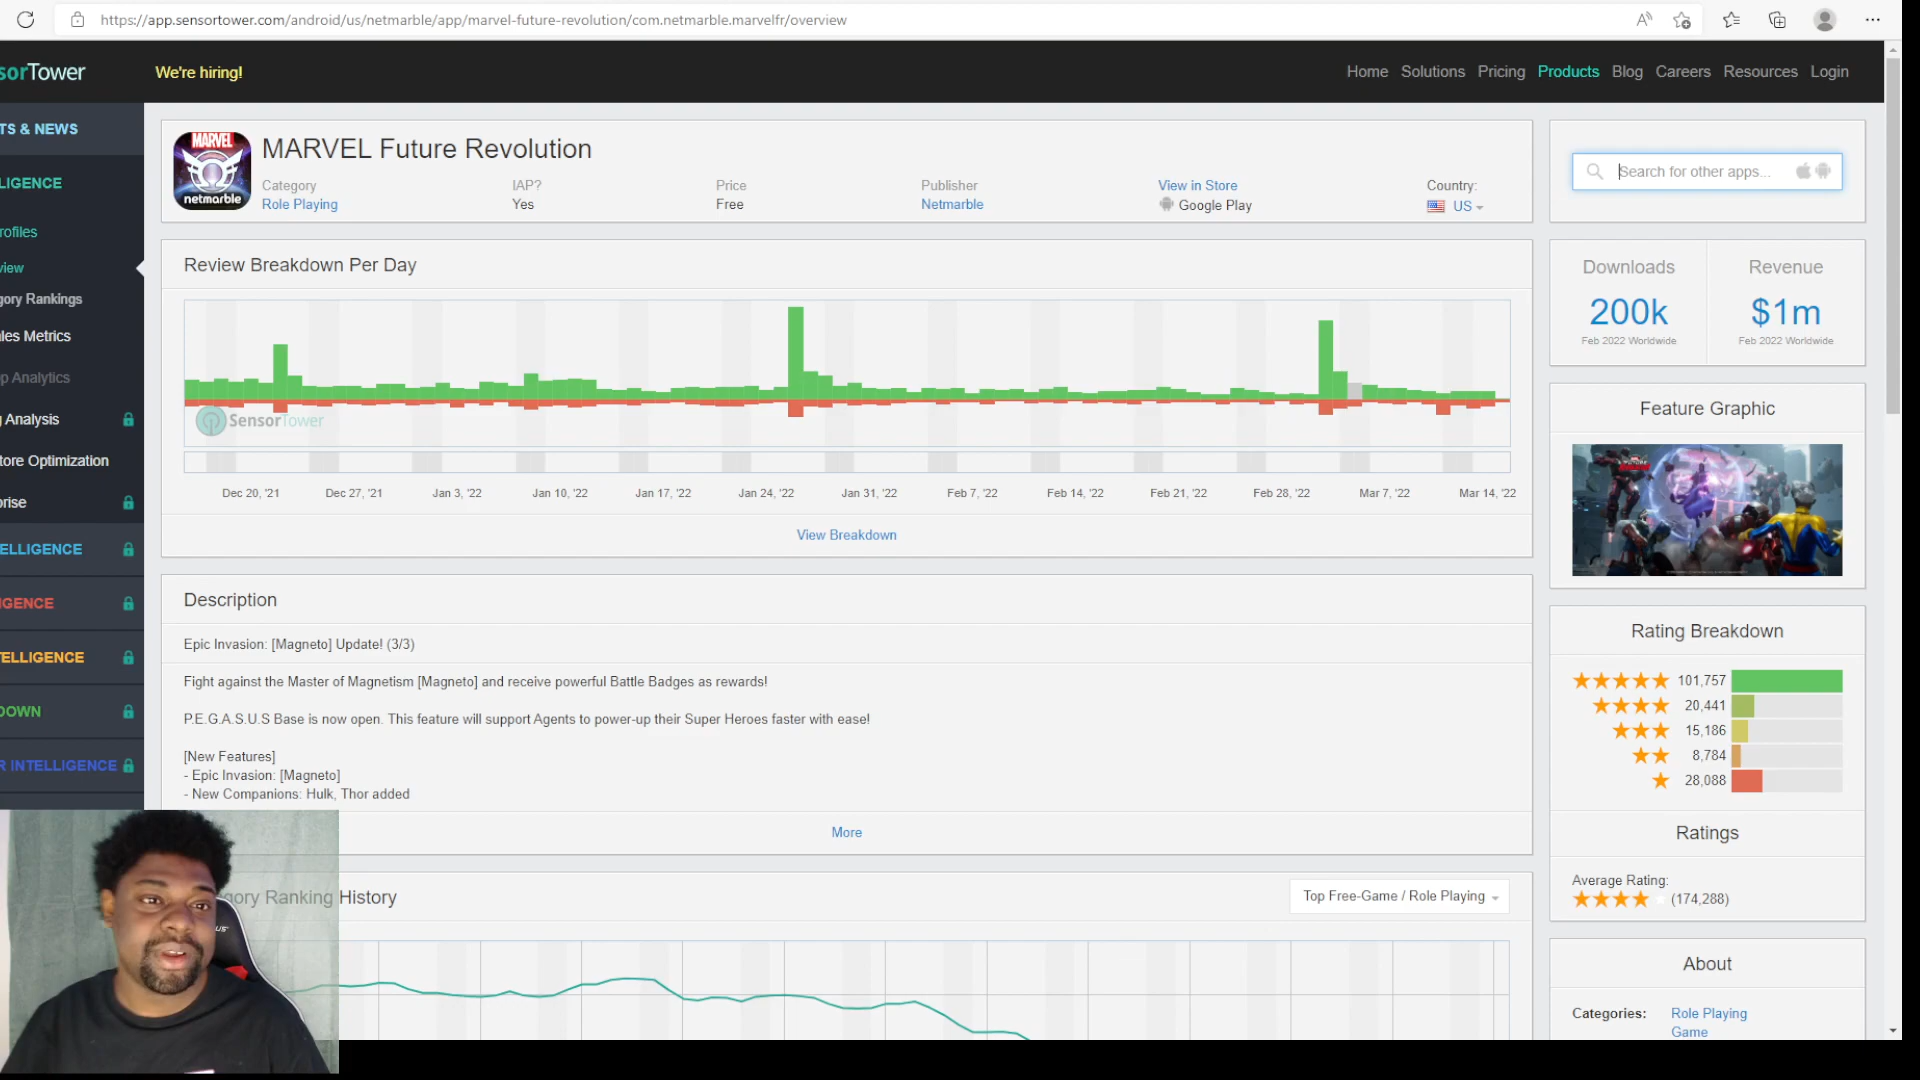 https://app.sensortower.com/android/us/netmarble/app/marvel-future-revolution/com.netmarble.marvelfr/overview
sorTower
We're hiring!
Home Solutions Pricing Products Blog Careers Resources Login
TS & NEWS
LIGENCE
rofiles
view
gory Rankings
les Metrics
p Analytics
g Analysis
tore Optimization
rise
ELLIGENCE
IGENCE
TELLIGENCE
DOWN
R INTELLIGENCE
MARVEL
netmarble
MARVEL Future Revolution
Category
Role Playing
IAP?
Yes
Price
Free
Publisher
Netmarble
View in Store
Google Play
Country:
US
Review Breakdown Per Day
SensorTower
Dec 20, '21 Dec 27, '21 Jan 3, '22 Jan 10, '22 Jan 17, '22 Jan 24, '22 Jan 31, '22 Feb 7, '22 Feb 14, '22 Feb 21, '22 Feb 28, '22 Mar 7, '22 Mar 14, '22
View Breakdown
Description
Epic Invasion: [Magneto] Update! (3/3)
Fight against the Master of Magnetism [Magneto] and receive powerful Battle Badges as rewards!
P.E.G.A.S.U.S Base is now open. This feature will support Agents to power-up their Super Heroes faster with ease!
[New Features]
- Epic Invasion: [Magneto]
- New Companions: Hulk, Thor added
More
gory Ranking History
Top Free-Game / Role Playing
Search for other apps...
Downloads
200k
Feb 2022 Worldwide
Revenue
$1m
Feb 2022 Worldwide
Feature Graphic
Rating Breakdown
101,757
20,441
15,186
8,784
28,088
Ratings
Average Rating:
(174,288)
About
Categories: Role Playing
Game